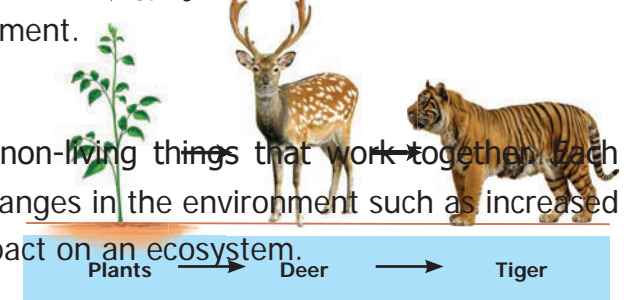 ment.
non-living things that work together. Each
anges in the environment such as increased
pact on an ecosystem.
Plants Deer Tiger